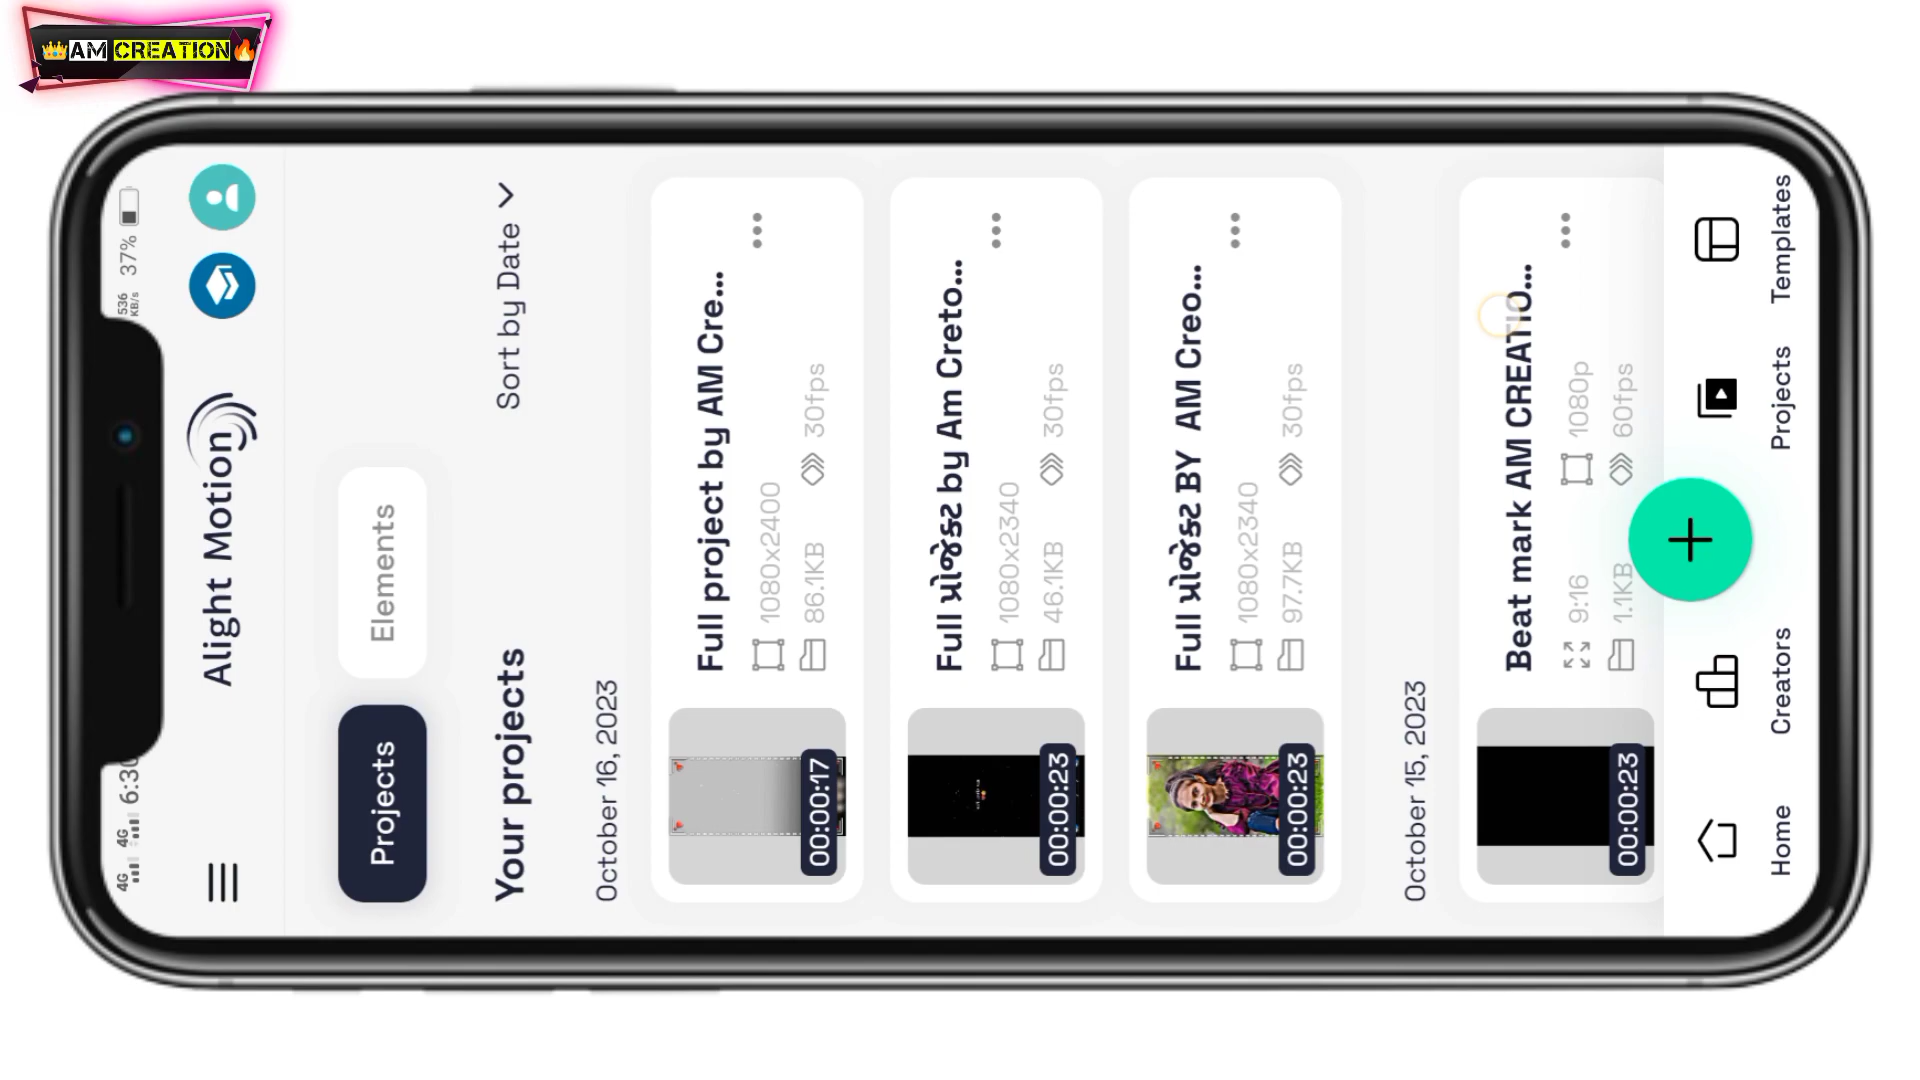 AM CREATION
4G 4G 6:30
536 KB/s 37%
Alight Motion
Projects
Elements
Your projects
Sort by Date
October 16, 2023
Full project by AM Cre...
1080x2400
86.1KB 30fps
00:00:17
Full પ્રોજેક્ટ by Am Creto...
1080x2340
46.1KB 30fps
00:00:23
Full પ્રોજેક્ટ BY AM Creo...
1080x2340
97.7KB 30fps
00:00:23
October 15, 2023
Beat mark AM CREATIO...
9:16 1080p
1.1KB 60fps
00:00:23
Home
Creators
Projects
Templates